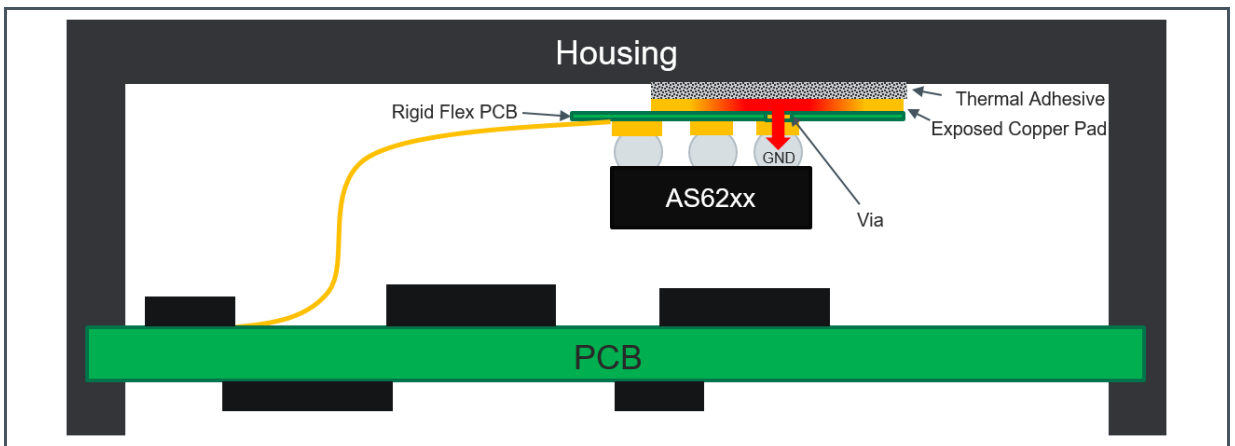 Housing
Thermal Adhesive
Rigid Flex PCB
Exposed Copper Pad
GND
AS62xx
Via
PCB